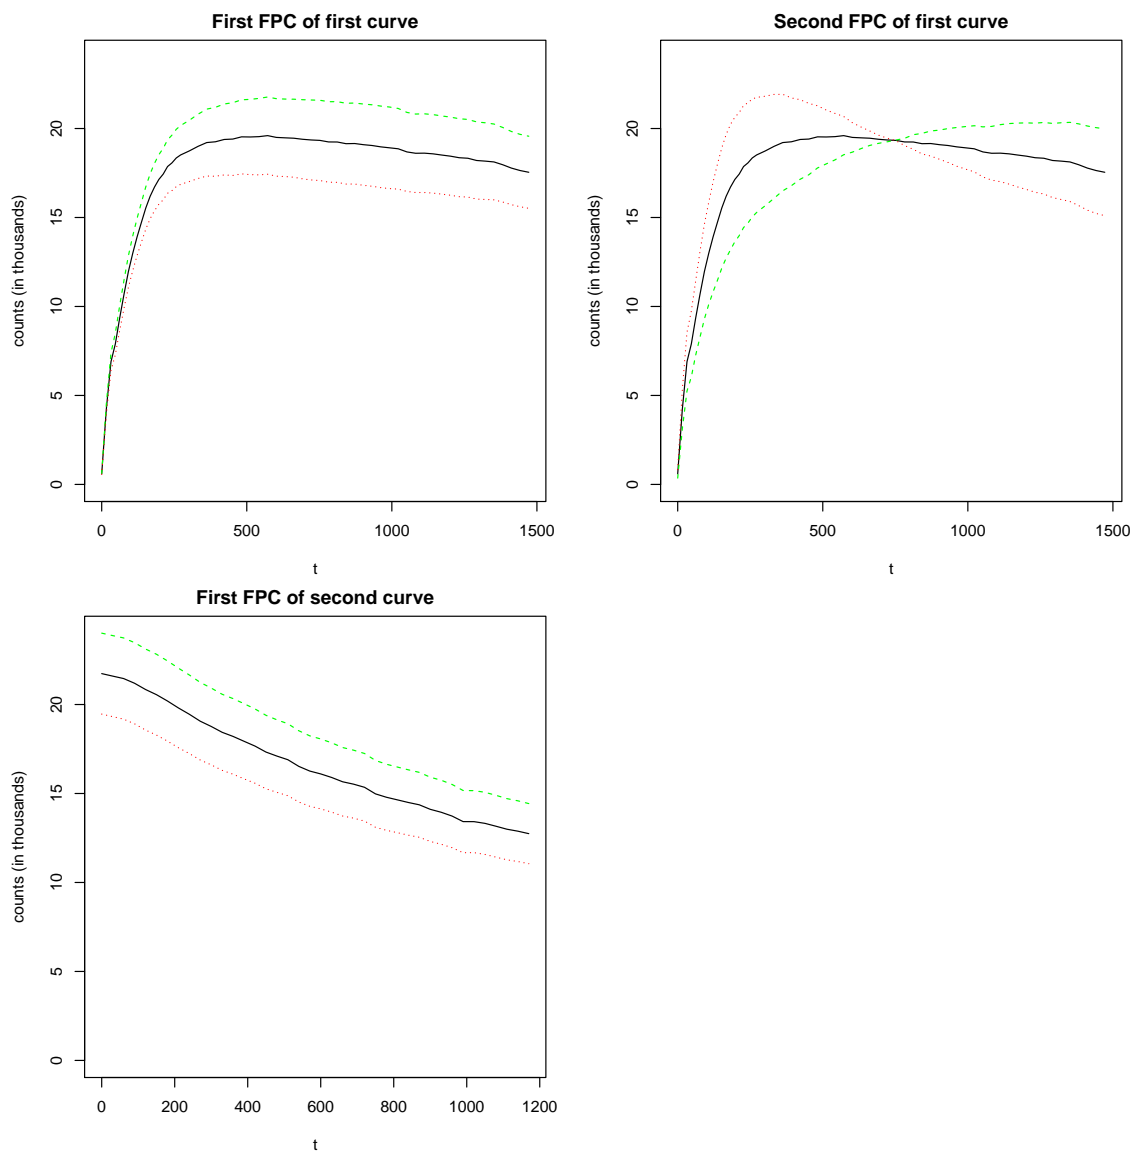 First FPC of first curve
counts (in thousands)
20
15
10
5
0
0 500 1000 1500
t
Second FPC of first curve
counts (in thousands)
20
15
10
5
0
0 500 1000 1500
t
First FPC of second curve
counts (in thousands)
20
15
10
5
0
0 200 400 600 800 1000 1200
t